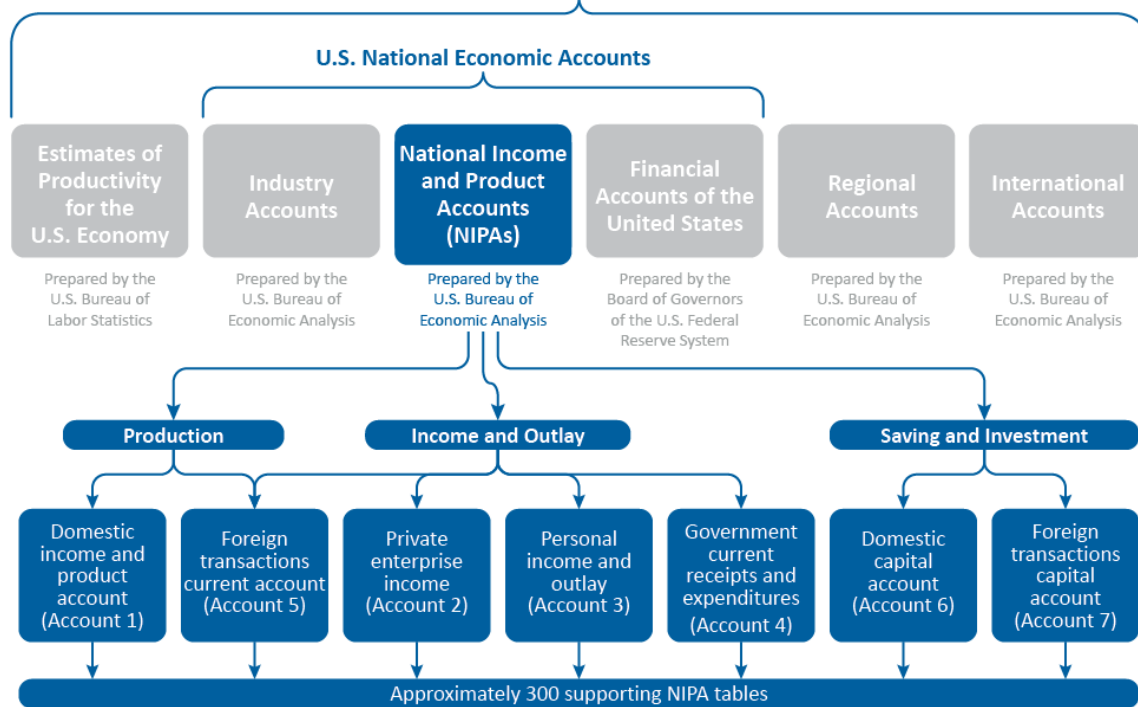 U.S. National Economic Accounts
Estimates of
Productivity
for the
U.S. Economy
Industry
Accounts
National Income
and Product
Accounts
(NIPAs)
Financial
Accounts of the
United States
Regional
Accounts
International
Accounts
Prepared by the
U.S. Bureau of
Labor Statistics
Prepared by the
U.S. Bureau of
Economic Analysis
Prepared by the
U.S. Bureau of
Economic Analysis
Prepared by the
Board of Governors
of the U.S. Federal
Reserve System
Prepared by the
U.S. Bureau of
Economic Analysis
Prepared by the
U.S. Bureau of
Economic Analysis
Production
Income and Outlay
Saving and Investment
Domestic
income and
product
account
(Account 1)
Foreign
transactions
current account
(Account 5)
Private
enterprise
income
(Account 2)
Personal
income and
outlay
(Account 3)
Government
current
receipts and
expenditures
(Account 4)
Domestic
capital
account
(Account 6)
Foreign
transactions
capital
account
(Account 7)
Approximately 300 supporting NIPA tables